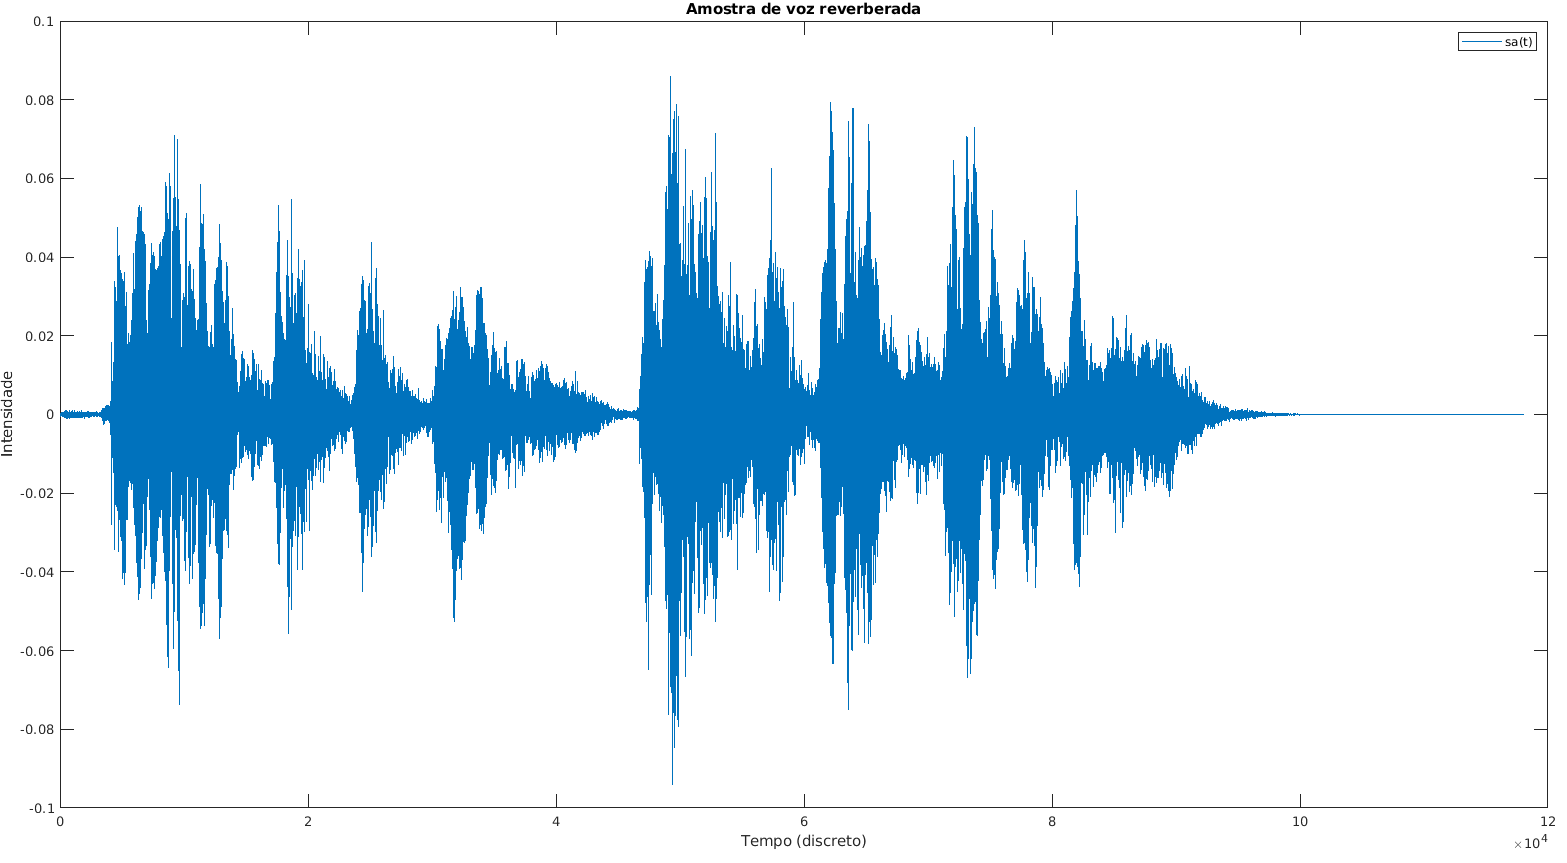 Amostra de voz reverberada
sa(t)
0.1
0.08
0.06
0.04
0.02
0
-0.02
-0.04
-0.06
-0.08
-0.1
Intensidade
0 2 4 6 8 10 12
Tempo (discreto)
×10^4